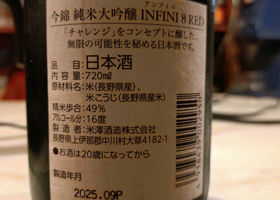 アンフィニ
今錦 純米大吟醸 INFINI 8 RED
「チャレンジ」をコンセプトに醸した…
無限の可能性を秘める日本酒です。
品目:日本酒
内容量:720㎖
原材料:米(長野県産)、
米こうじ(長野県産米)
精米歩合:49%
アルコール分:16度
製造者:米澤酒造株式会社
長野県上伊那郡中川村大草4182-1
●お酒は20歳になってから
製造年月
2025.09P